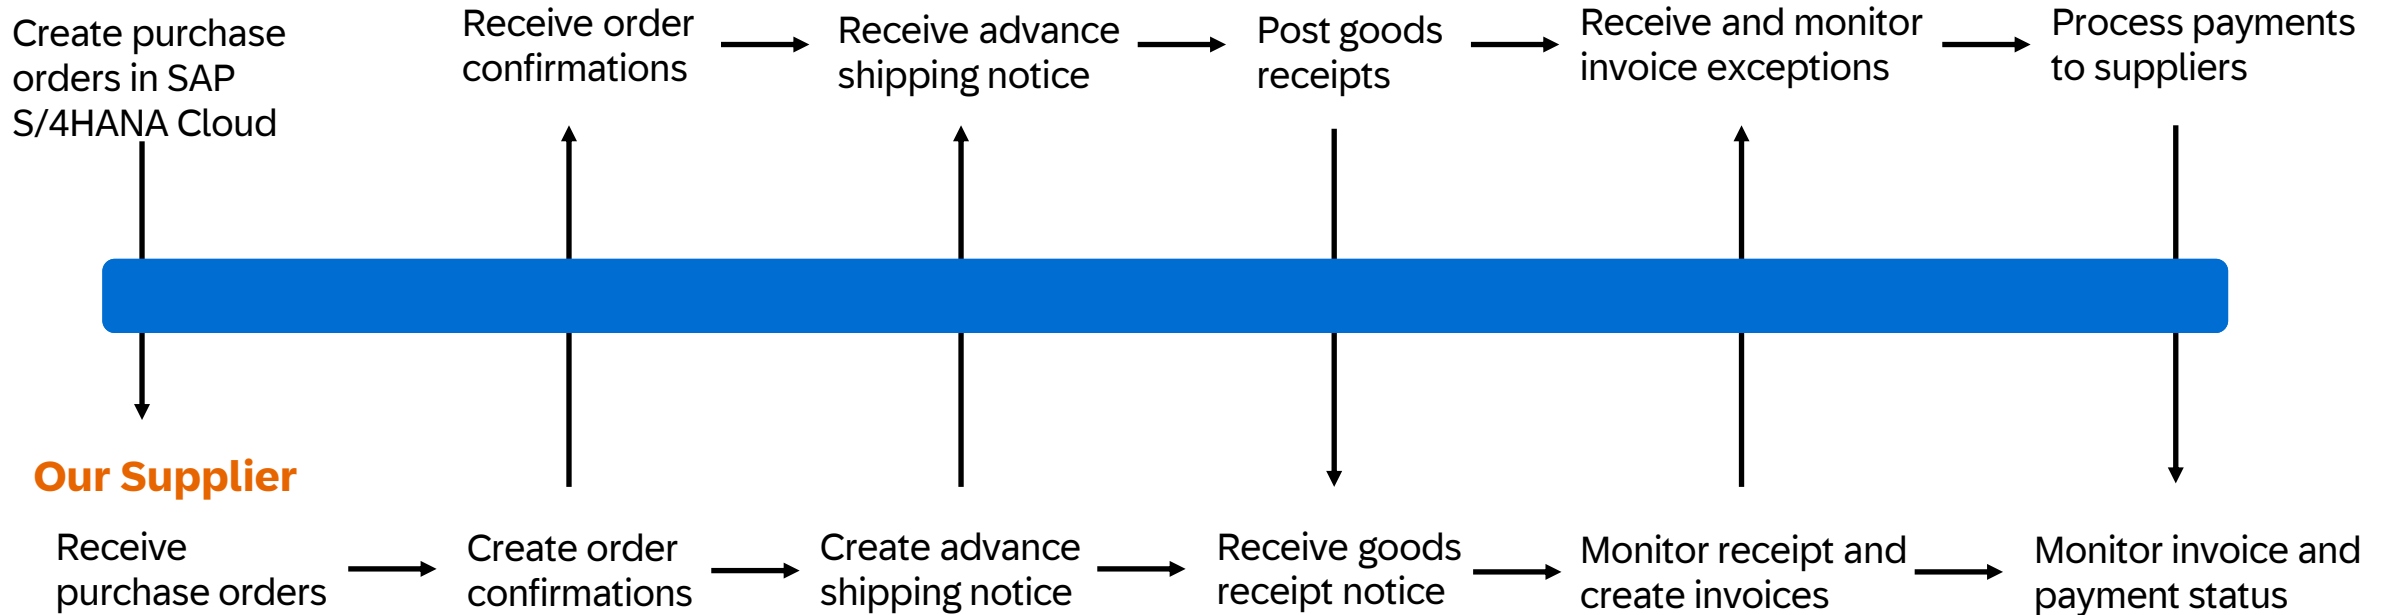 Create purchase
orders in SAP
S/4HANA Cloud
Receive order
confirmations
Receive advance
shipping notice
Post goods
receipts
Receive and monitor
invoice exceptions
Process payments
to suppliers
Our Supplier
Receive
purchase orders
Create order
confirmations
Create advance
shipping notice
Receive goods
receipt notice
Monitor receipt and
create invoices
Monitor invoice and
payment status